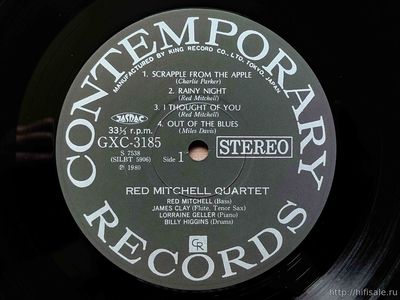 CONTEMPORARY
MANUFACTURED BY KING RECORD CO., LTD. TOKYO, JAPAN
1. SCRAPPLE FROM THE APPLE
(Charlie Parker)
2. RAINY NIGHT
(Red Mitchell)
3. I THOUGHT OF YOU
(Red Mitchell)
4. OUT OF THE BLUES
(Miles Davis)
JASRAC
33⅓ r.p.m.
GXC-3185
S 7538
(SILBT 5906)
℗ 1980
Side 1
STEREO
RED MITCHELL QUARTET
RED MITCHELL (Bass)
JAMES CLAY (Flute, Tenor Sax)
LORRAINE GELLER (Piano)
BILLY HIGGINS (Drums)
CR
RECORDS
http://hifisale.ru